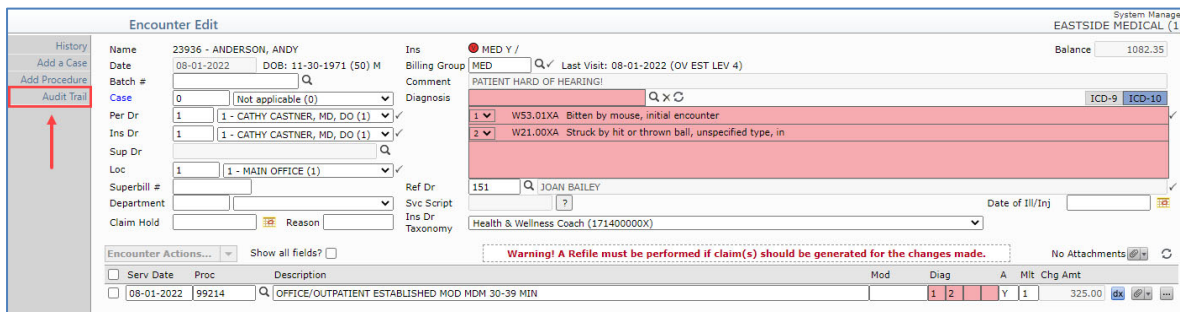 System Manage
Encounter Edit EASTSIDE MEDICAL (1
History
Add a Case
Add Procedure
Audit Trail
Name 23936 - ANDERSON, ANDY Ins MED Y / Balance 1082.35
Date 08-01-2022 DOB: 11-30-1971 (50) M Billing Group MED Last Visit: 08-01-2022 (OV EST LEV 4)
Batch # Comment PATIENT HARD OF HEARING!
Case 0 Not applicable (0) Diagnosis ICD-9 ICD-10
Per Dr 1 1 - CATHY CASTNER, MD, DO (1) 1 W53.01XA Bitten by mouse, initial encounter
Ins Dr 1 1 - CATHY CASTNER, MD, DO (1) 2 W21.00XA Struck by hit or thrown ball, unspecified type, in
Sup Dr
Loc 1 1 - MAIN OFFICE (1)
Superbill # Ref Dr 151 JOAN BAILEY
Department Svc Script ? Date of Ill/Inj
Claim Hold Reason Ins Dr Taxonomy Health & Wellness Coach (171400000X)
Encounter Actions... Show all fields? Warning! A Refile must be performed if claim(s) should be generated for the changes made. No Attachments
Serv Date Proc Description Mod Diag A Mlt Chg Amt
08-01-2022 99214 OFFICE/OUTPATIENT ESTABLISHED MOD MDM 30-39 MIN 1 2 Y 1 325.00 dx ...